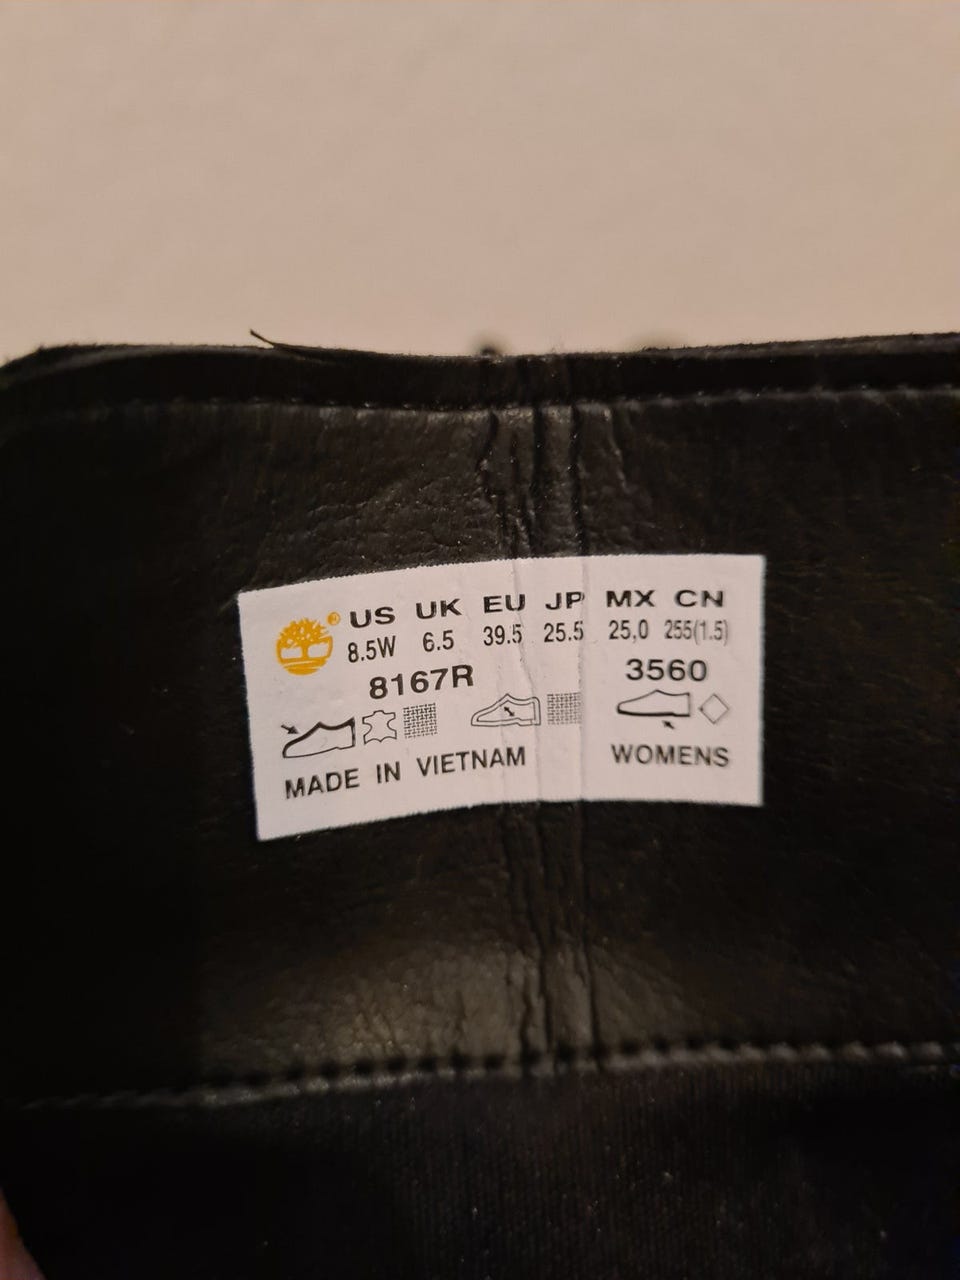 ® US UK EU JP MX CN
8.5W 6.5 39.5 25.5 25,0 255(1.5)
8167R 3560
MADE IN VIETNAM WOMENS